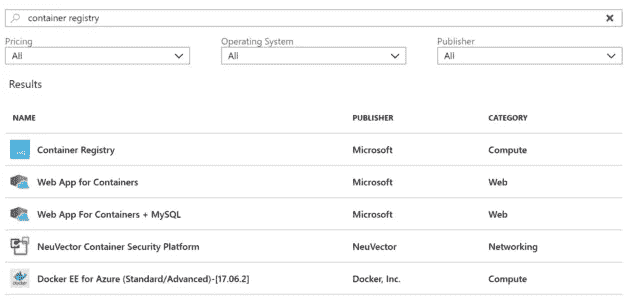 container registry
Pricing Operating System Publisher
All All All
Results
NAME PUBLISHER CATEGORY
Container Registry Microsoft Compute
Web App for Containers Microsoft Web
Web App For Containers + MySQL Microsoft Web
NeuVector Container Security Platform NeuVector Networking
Docker EE for Azure (Standard/Advanced)-[17.06.2] Docker, Inc. Compute